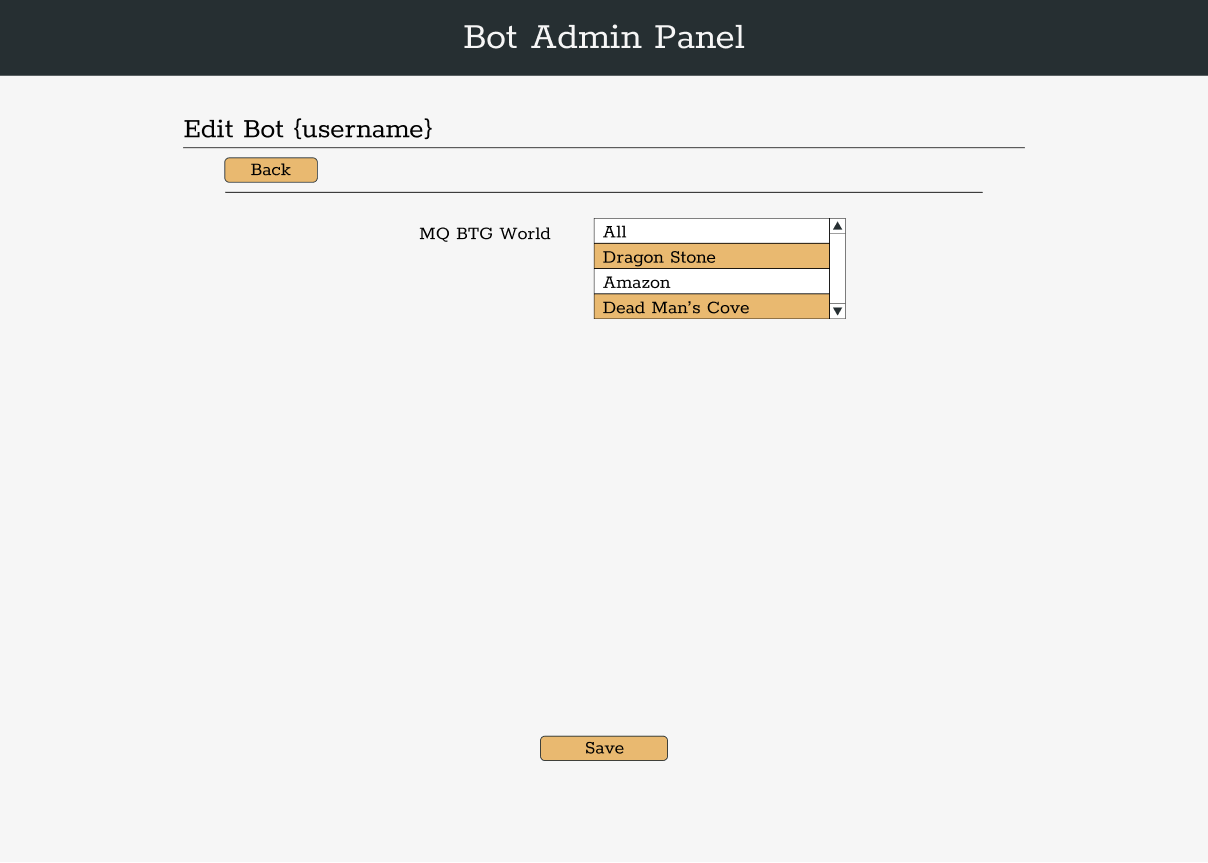 Bot Admin Panel
Edit Bot {username}
Back
MQ BTG World
All
Dragon Stone
Amazon
Dead Man's Cove
Save